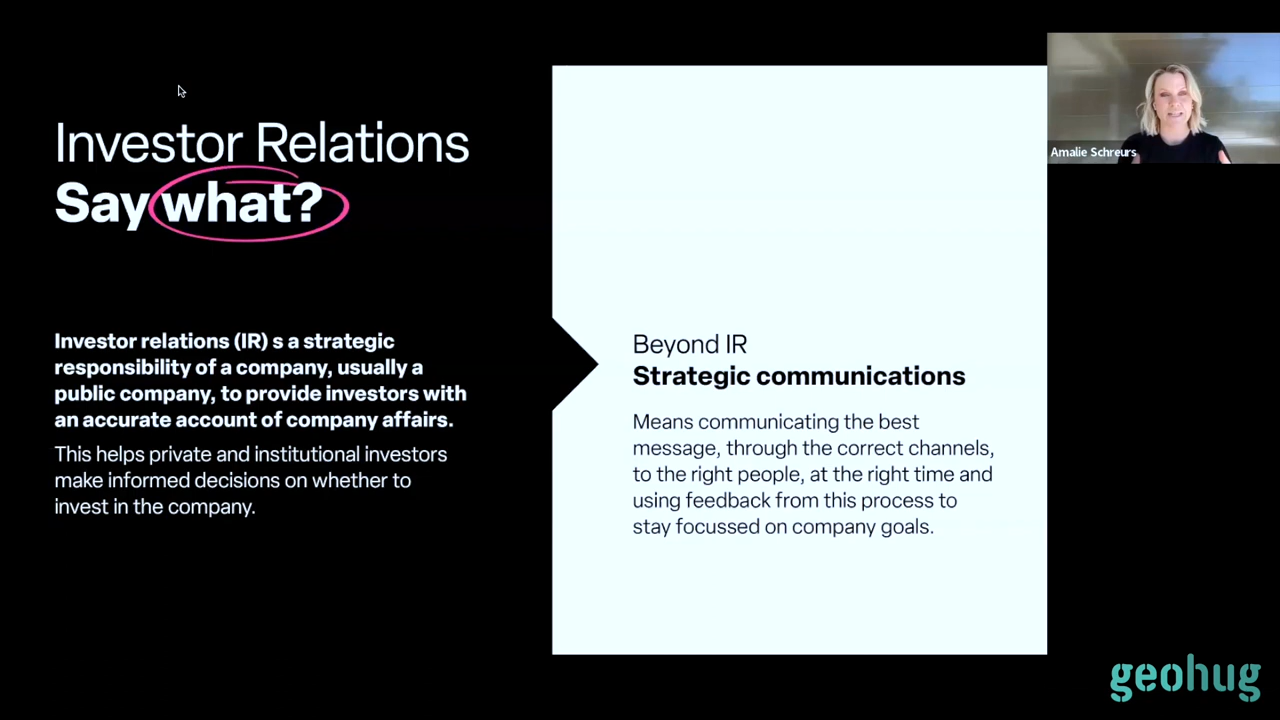 Investor Relations
Say what?
Investor relations (IR) s a strategic
responsibility of a company, usually a
public company, to provide investors with
an accurate account of company affairs.
This helps private and institutional investors
make informed decisions on whether to
invest in the company.
Beyond IR
Strategic communications
Means communicating the best
message, through the correct channels,
to the right people, at the right time and
using feedback from this process to
stay focussed on company goals.
Amalie Schreurs
geohug